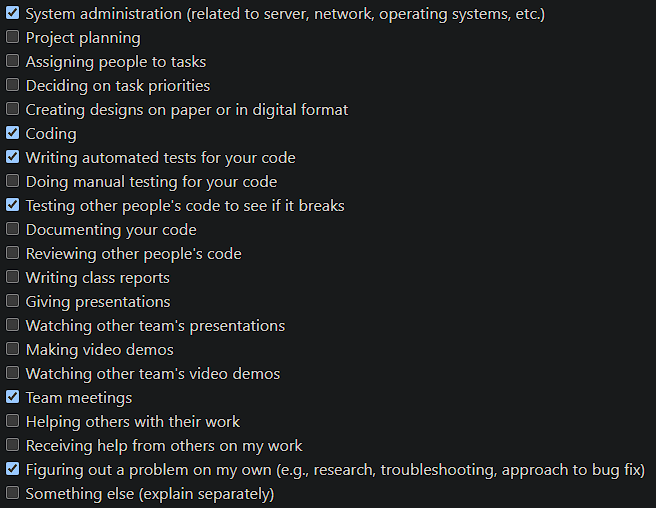 System administration (related to server, network, operating systems, etc.)
Project planning
Assigning people to tasks
Deciding on task priorities
Creating designs on paper or in digital format
Coding
Writing automated tests for your code
Doing manual testing for your code
Testing other people's code to see if it breaks
Documenting your code
Reviewing other people's code
Writing class reports
Giving presentations
Watching other team's presentations
Making video demos
Watching other team's video demos
Team meetings
Helping others with their work
Receiving help from others on my work
Figuring out a problem on my own (e.g., research, troubleshooting, approach to bug fix)
Something else (explain separately)